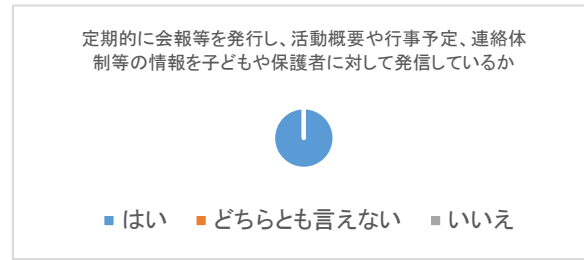 定期的に会報等を発行し、活動概要や行事予定、連絡体
制等の情報を子どもや保護者に対して発信しているか
はい どちらとも言えない いいえ